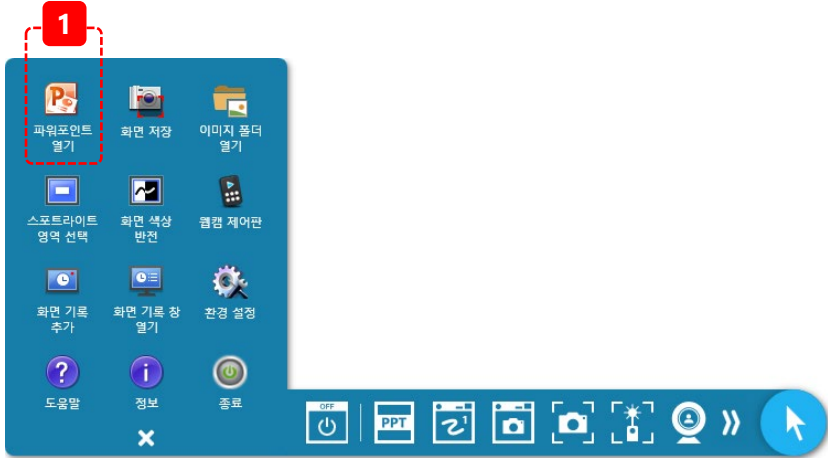 1
파워포인트
열기
화면 저장
이미지 폴더
열기
스포트라이트
영역 선택
화면 색상
반전
웹캠 제어판
화면 기록
추가
화면 기록 창
열기
환경 설정
도움말
정보
종료
OFF
PPT
1